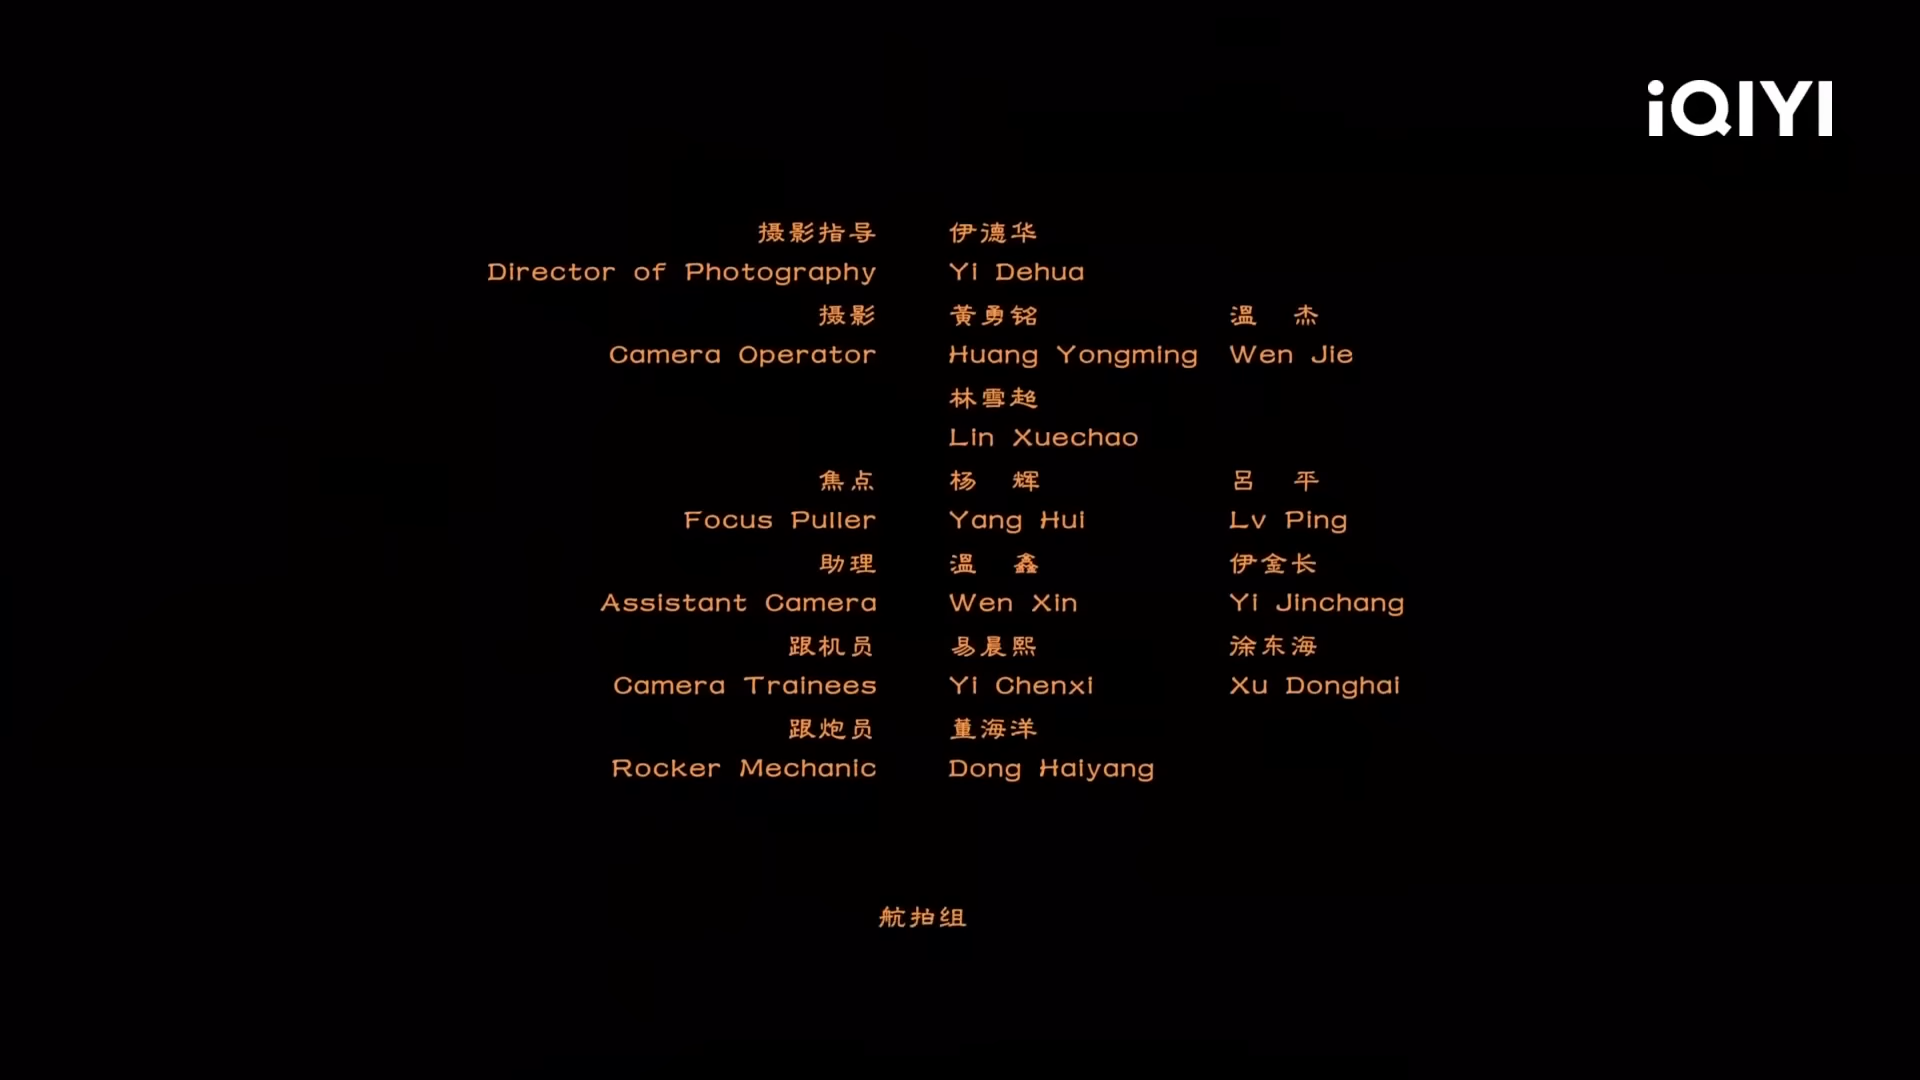 iQIYI
摄影指导 伊德华
Director of Photography Yi Dehua
摄影 黄勇铭 温 杰
Camera Operator Huang Yongming Wen Jie
林雪超
Lin Xuechao
焦点 杨 辉 吕 平
Focus Puller Yang Hui Lv Ping
助理 温 鑫 伊金长
Assistant Camera Wen Xin Yi Jinchang
跟机员 易晨熙 徐东海
Camera Trainees Yi Chenxi Xu Donghai
跟炮员 董海洋
Rocker Mechanic Dong Haiyang
航拍组